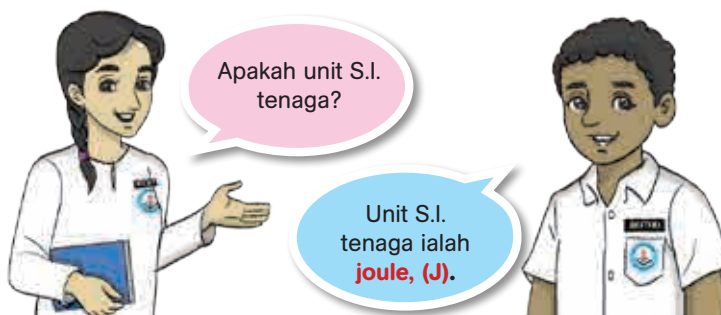 Apakah unit S.I.
tenaga?
Unit S.I.
tenaga ialah
joule, (J).